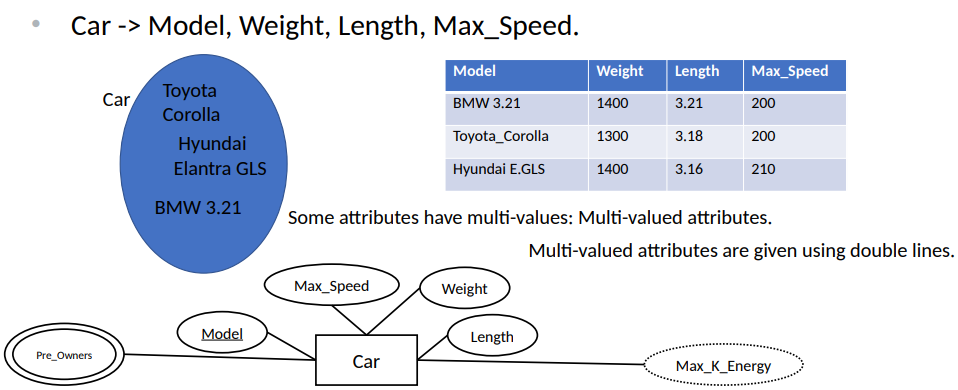 • Car -> Model, Weight, Length, Max_Speed.
Car
Toyota
Corolla
Hyundai
Elantra GLS
BMW 3.21
Model Weight Length Max_Speed
BMW 3.21 1400 3.21 200
Toyota_Corolla 1300 3.18 200
Hyundai E.GLS 1400 3.16 210
Some attributes have multi-values: Multi-valued attributes.
Multi-valued attributes are given using double lines.
Max_Speed
Weight
Model
Length
Pre_Owners
Car
Max_K_Energy